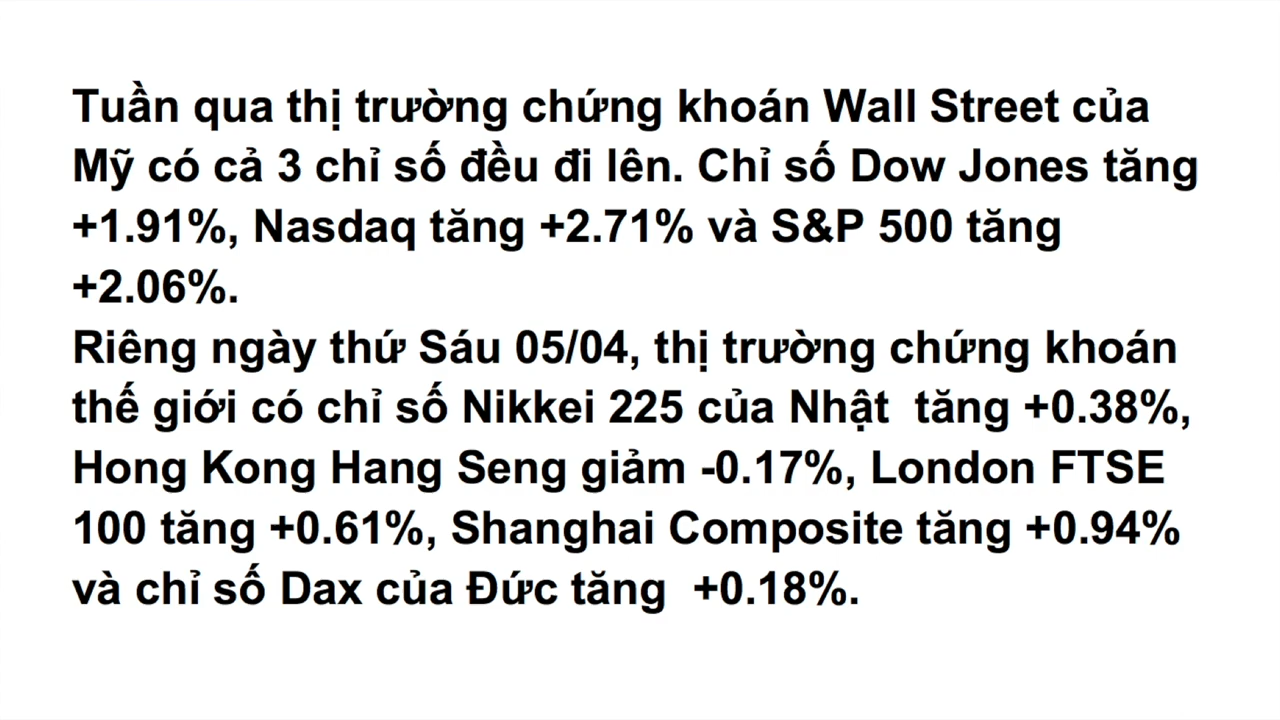 Tuần qua thị trường chứng khoán Wall Street của
Mỹ có cả 3 chỉ số đều đi lên. Chỉ số Dow Jones tăng
+1.91%, Nasdaq tăng +2.71% và S&P 500 tăng
+2.06%.
Riêng ngày thứ Sáu 05/04, thị trường chứng khoán
thế giới có chỉ số Nikkei 225 của Nhật  tăng +0.38%,
Hong Kong Hang Seng giảm -0.17%, London FTSE
100 tăng +0.61%, Shanghai Composite tăng +0.94%
và chỉ số Dax của Đức tăng  +0.18%.